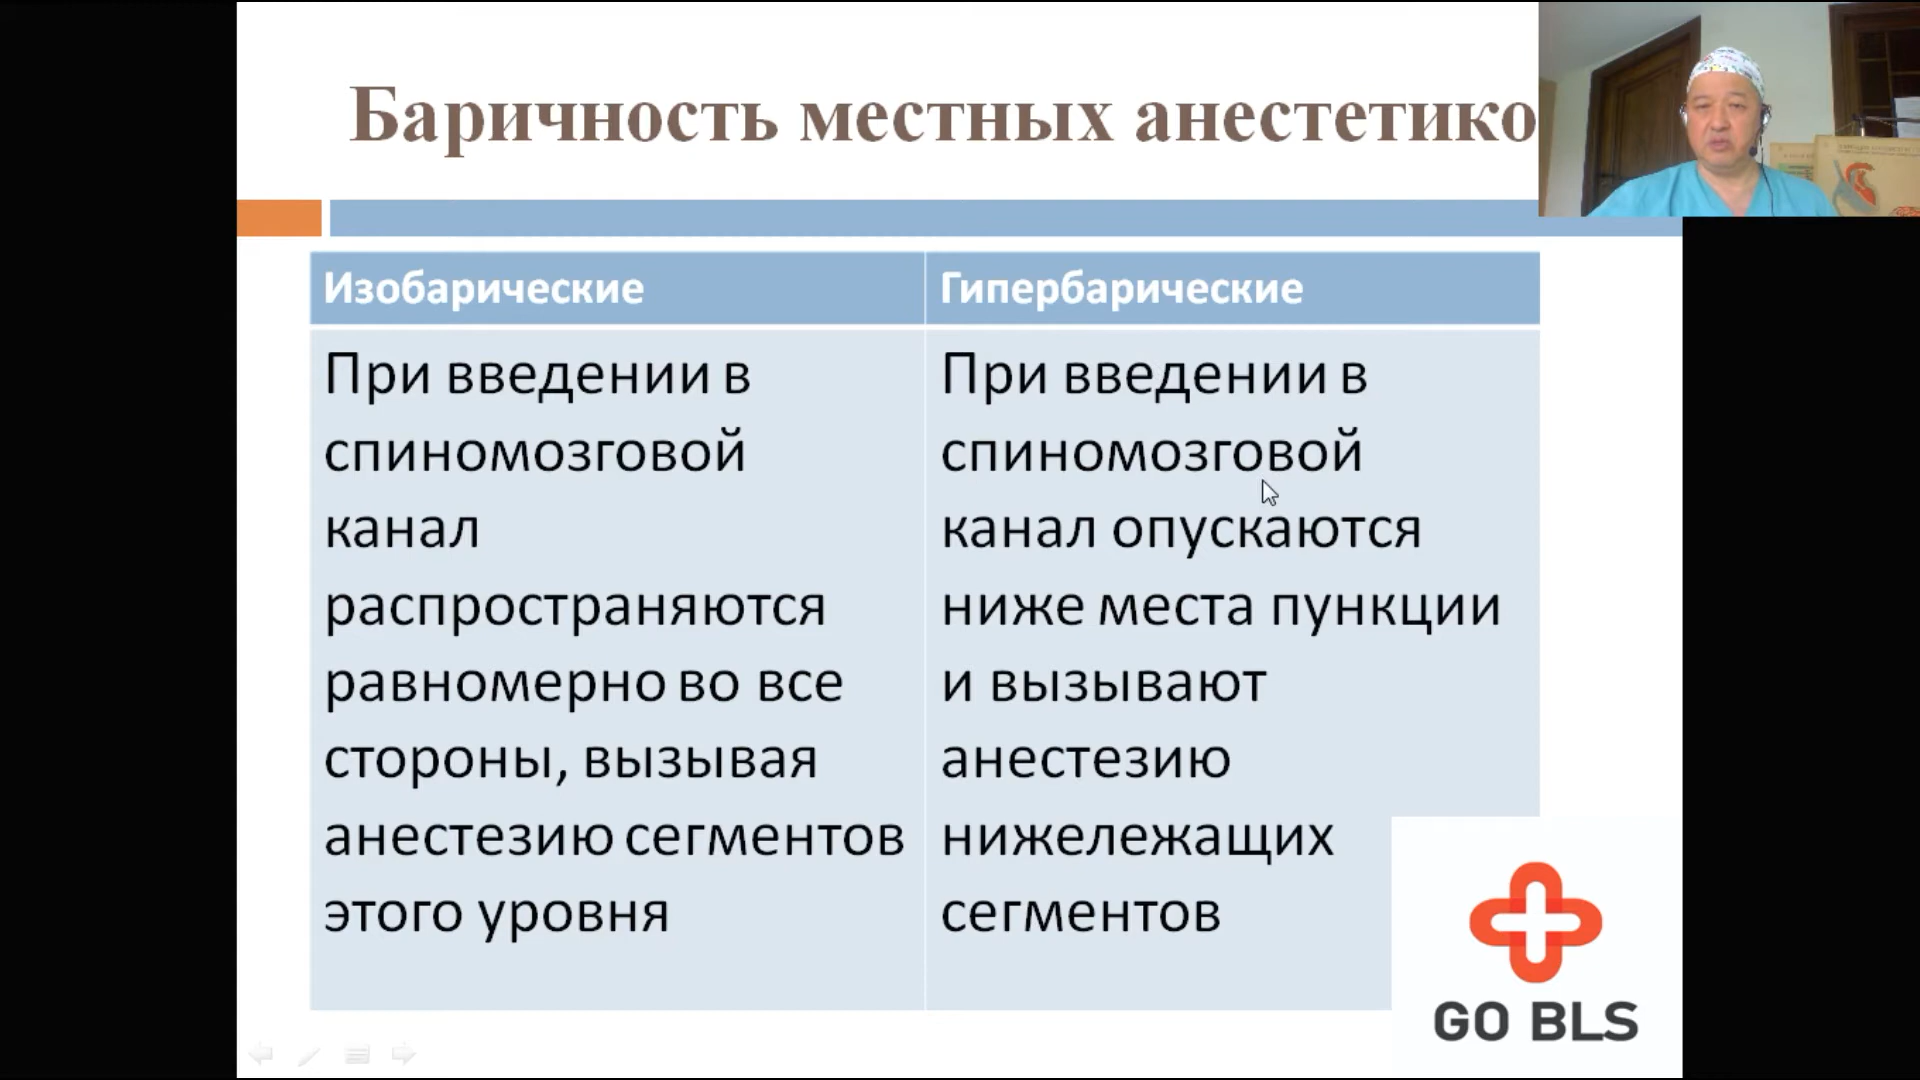 Баричность местных анестетико
Изобарические
Гипербарические
При введении в
спиномозговой
канал
распространяются
равномерно во все
стороны, вызывая
анестезию сегментов
этого уровня
При введении в
спиномозговой
канал опускаются
ниже места пункции
и вызывают
анестезию
нижележащих
сегментов
GO BLS